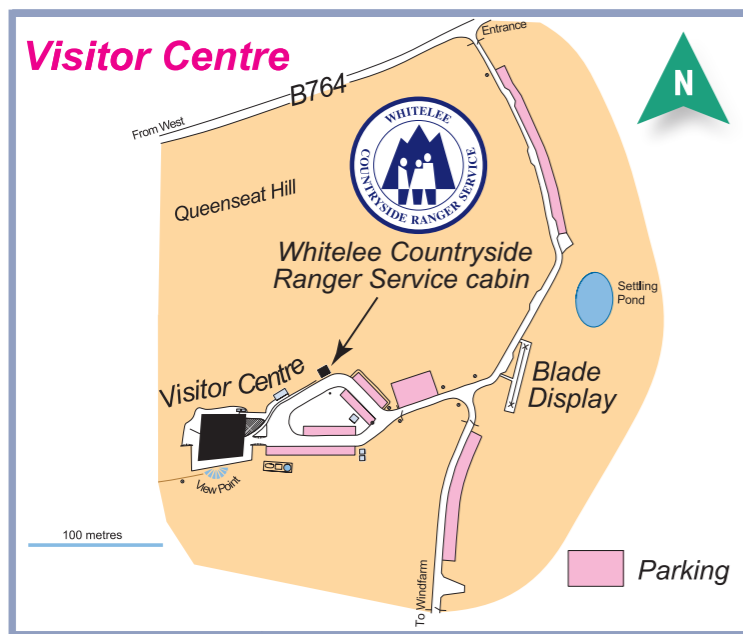 Visitor Centre
Entrance
B764
From West
N
WHITELEE
COUNTRYSIDE RANGER SERVICE
Queenseat Hill
Whitelee Countryside
Ranger Service cabin
Settling
Pond
Visitor Centre
Blade
Display
View Point
100 metres
Parking
To Windfarm